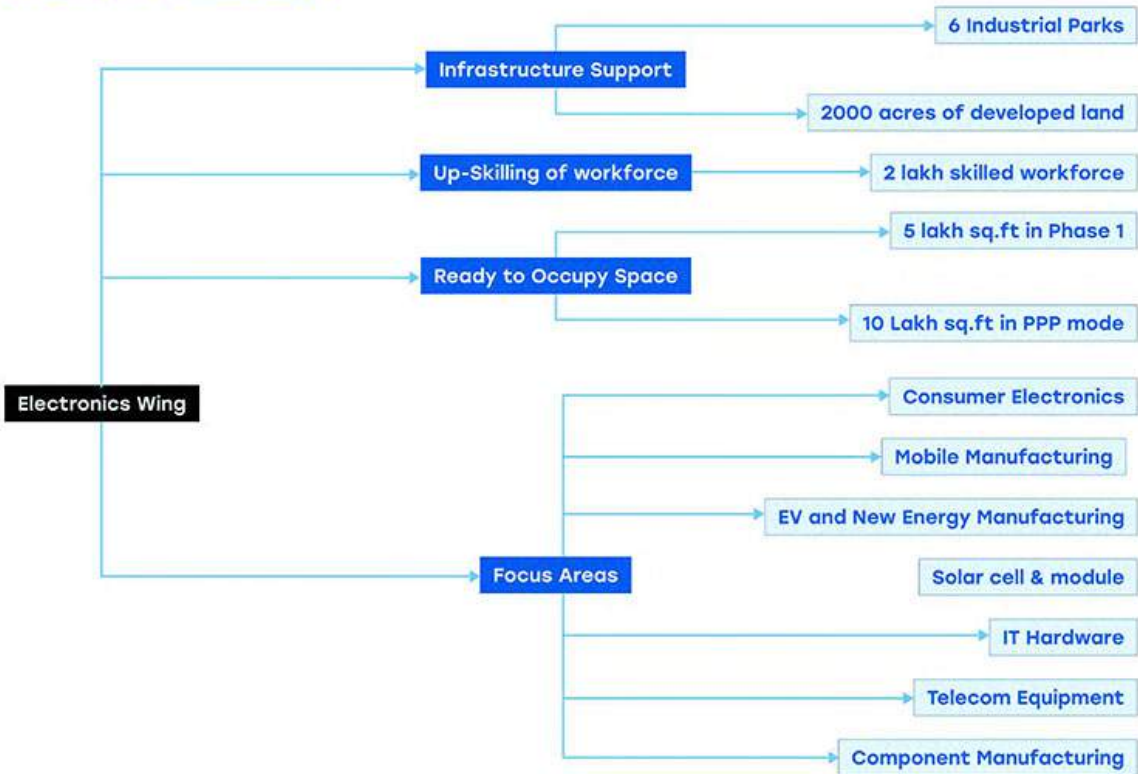 6 Industrial Parks
Infrastructure Support
2000 acres of developed land
Up-Skilling of workforce
2 lakh skilled workforce
5 lakh sq.ft in Phase 1
Ready to Occupy Space
10 Lakh sq.ft in PPP mode
Electronics Wing
Consumer Electronics
Mobile Manufacturing
EV and New Energy Manufacturing
Focus Areas
Solar cell & module
IT Hardware
Telecom Equipment
Component Manufacturing